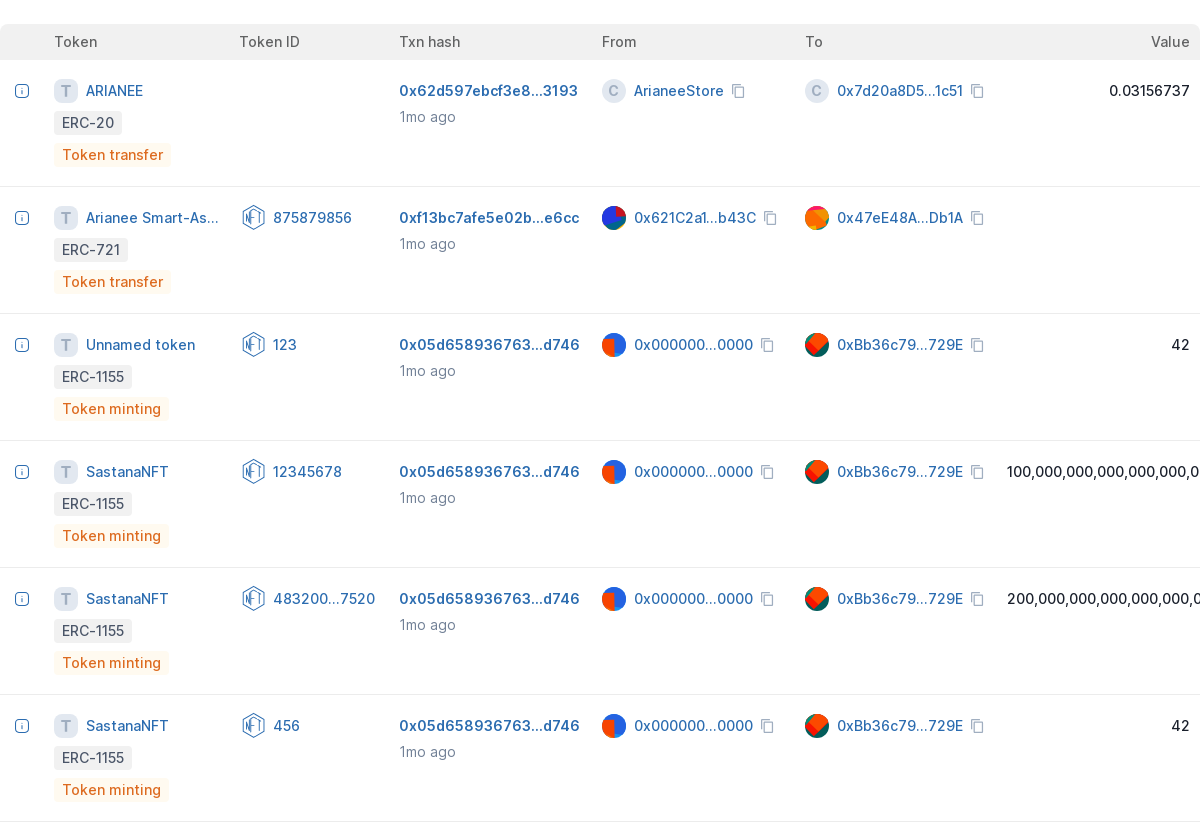 Token Token ID Txn hash From To Value
T ARIANEE 0x62d597ebcf3e8...3193 C ArianeeStore C 0x7d20a8D5...1c51 0.03156737
ERC-20 1mo ago
Token transfer
T Arianee Smart-As... NFT 875879856 0xf13bc7afe5e02b...e6cc 0x621C2a1...b43C 0x47eE48A...Db1A
ERC-721 1mo ago
Token transfer
T Unnamed token NFT 123 0x05d658936763...d746 0x000000...0000 0xBb36c79...729E 42
ERC-1155 1mo ago
Token minting
T SastanaNFT NFT 12345678 0x05d658936763...d746 0x000000...0000 0xBb36c79...729E 100,000,000,000,000,000,0
ERC-1155 1mo ago
Token minting
T SastanaNFT NFT 483200...7520 0x05d658936763...d746 0x000000...0000 0xBb36c79...729E 200,000,000,000,000,000,0
ERC-1155 1mo ago
Token minting
T SastanaNFT NFT 456 0x05d658936763...d746 0x000000...0000 0xBb36c79...729E 42
ERC-1155 1mo ago
Token minting